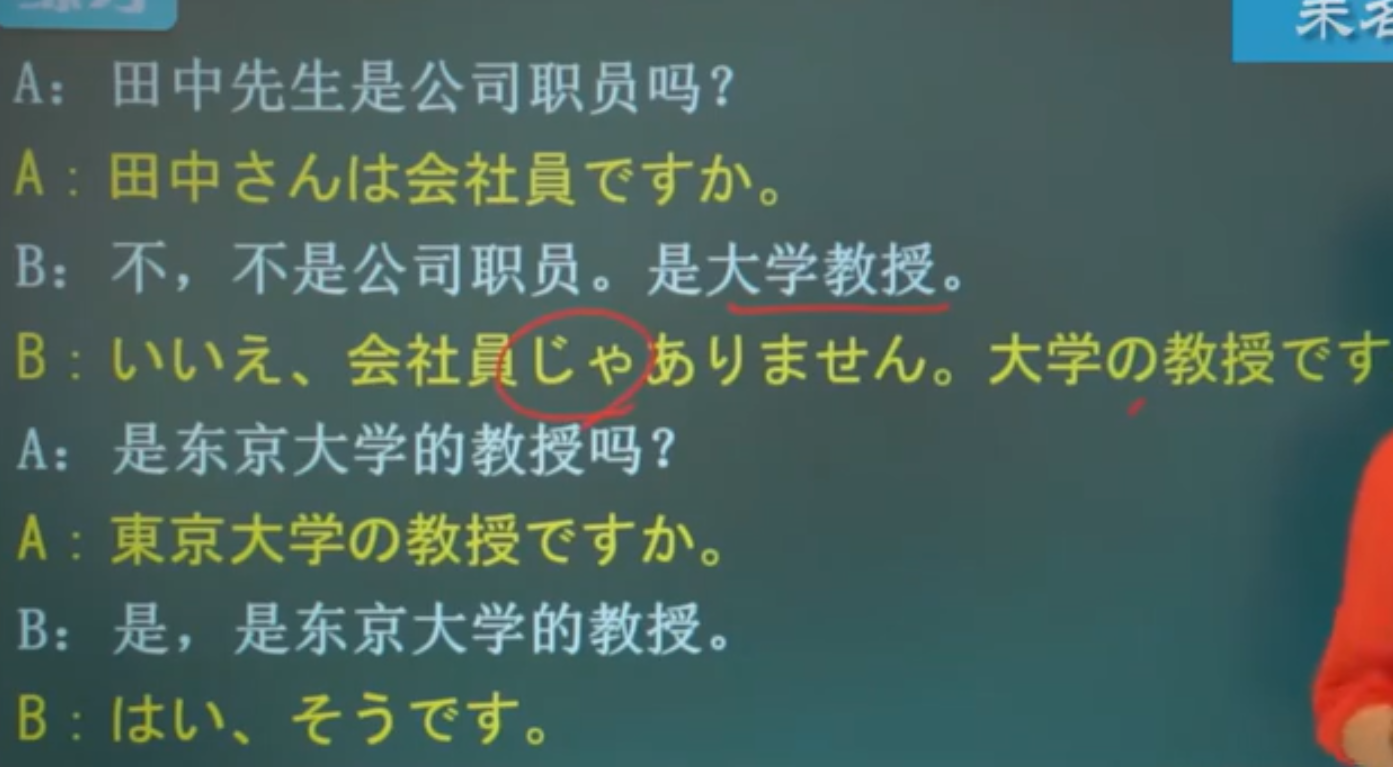 A：田中先生是公司职员吗？
A：田中さんは会社員ですか。
B：不，不是公司职员。是大学教授。
B：いいえ、会社員じゃありません。大学の教授です
A：是东京大学的教授吗？
A：東京大学の教授ですか。
B：是，是东京大学的教授。
B：はい、そうです。